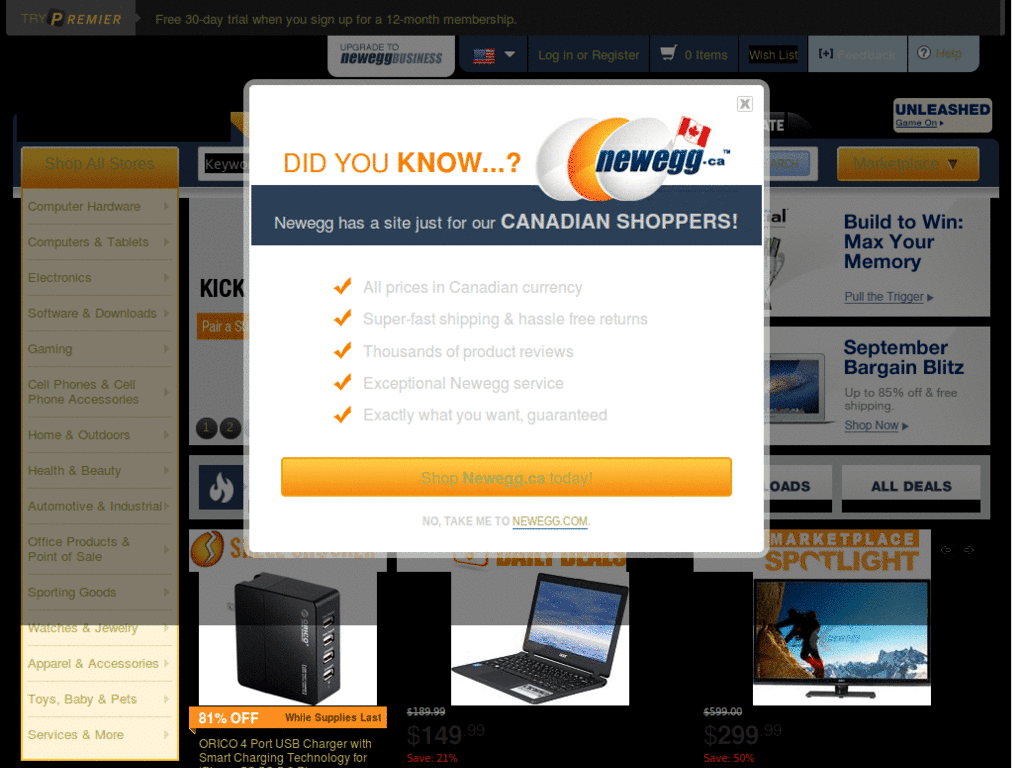 TRY PREMIER
Free 30-day trial when you sign up for a 12-month membership.
UPGRADE TO
neweggBUSINESS
Log in or Register
0 Items
Wish List
[+] Feedback
Help
UNLEASHED
Game On
Shop All Stores
Marketplace
DID YOU KNOW...?
newegg.ca™
Newegg has a site just for our CANADIAN SHOPPERS!
All prices in Canadian currency
Super-fast shipping & hassle free returns
Thousands of product reviews
Exceptional Newegg service
Exactly what you want, guaranteed
Shop Newegg.ca today!
NO, TAKE ME TO NEWEGG.COM.
Computer Hardware
Computers & Tablets
Electronics
Software & Downloads
Gaming
Cell Phones & Cell
Phone Accessories
Home & Outdoors
Health & Beauty
Automotive & Industrial
Office Products &
Point of Sale
Sporting Goods
Watches & Jewelry
Apparel & Accessories
Toys, Baby & Pets
Services & More
KICK
Pair a
1 2
Build to Win:
Max Your
Memory
Pull the Trigger
September
Bargain Blitz
Up to 85% off & free
shipping.
Shop Now
ALL DEALS
SHELL SHOCKER
DAILY DEALS
MARKETPLACE
SPOTLIGHT
81% OFF
While Supplies Last
ORICO 4 Port USB Charger with
Smart Charging Technology for
$189.99
$149.99
Save: 21%
$599.00
$299.99
Save: 50%